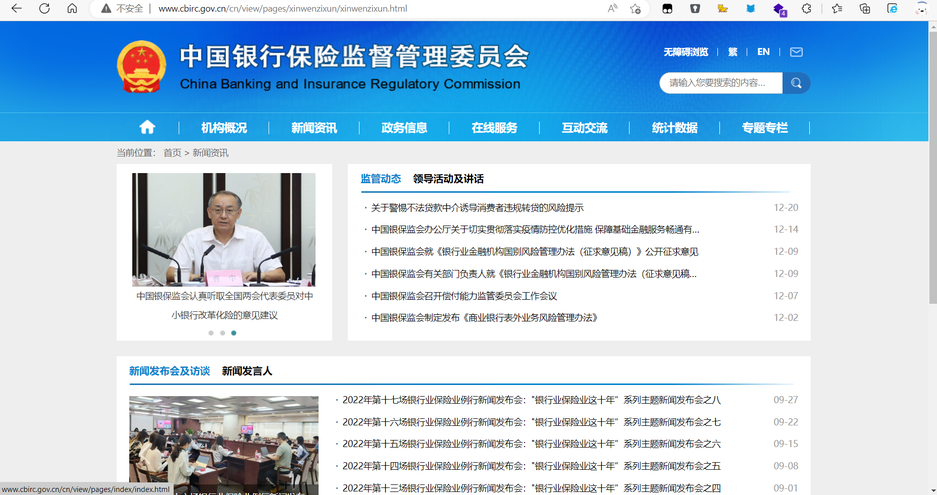 不安全
www.cbirc.gov.cn/cn/view/pages/xinwenzixun/xinwenzixun.html
中国银行保险监督管理委员会
China Banking and Insurance Regulatory Commission
无障碍浏览 | 繁 | EN
请输入您要搜索的内容...
机构概况 新闻资讯 政务信息 在线服务 互动交流 统计数据 专题专栏
当前位置: 首页 > 新闻资讯
中国银保监会认真听取全国两会代表委员对中
小银行改革化险的意见建议
监管动态 领导活动及讲话
· 关于警惕不法贷款中介诱导消费者违规转贷的风险提示 12-20
· 中国银保监会办公厅关于切实贯彻落实疫情防控优化措施 保障基础金融服务畅通有... 12-14
· 中国银保监会就《银行业金融机构国别风险管理办法（征求意见稿）》公开征求意见 12-09
· 中国银保监会有关部门负责人就《银行业金融机构国别风险管理办法（征求意见稿... 12-09
· 中国银保监会召开偿付能力监管委员会工作会议 12-07
· 中国银保监会制定发布《商业银行表外业务风险管理办法》 12-02
新闻发布会及访谈 新闻发言人
· 2022年第十七场银行业保险业例行新闻发布会：“银行业保险业这十年”系列主题新闻发布会之八 09-27
· 2022年第十六场银行业保险业例行新闻发布会：“银行业保险业这十年”系列主题新闻发布会之七 09-22
· 2022年第十五场银行业保险业例行新闻发布会：“银行业保险业这十年”系列主题新闻发布会之六 09-15
· 2022年第十四场银行业保险业例行新闻发布会：“银行业保险业这十年”系列主题新闻发布会之五 09-08
· 2022年第十三场银行业保险业例行新闻发布会：“银行业保险业这十年”系列主题新闻发布会之四 09-01
www.cbirc.gov.cn/cn/view/pages/index/index.html